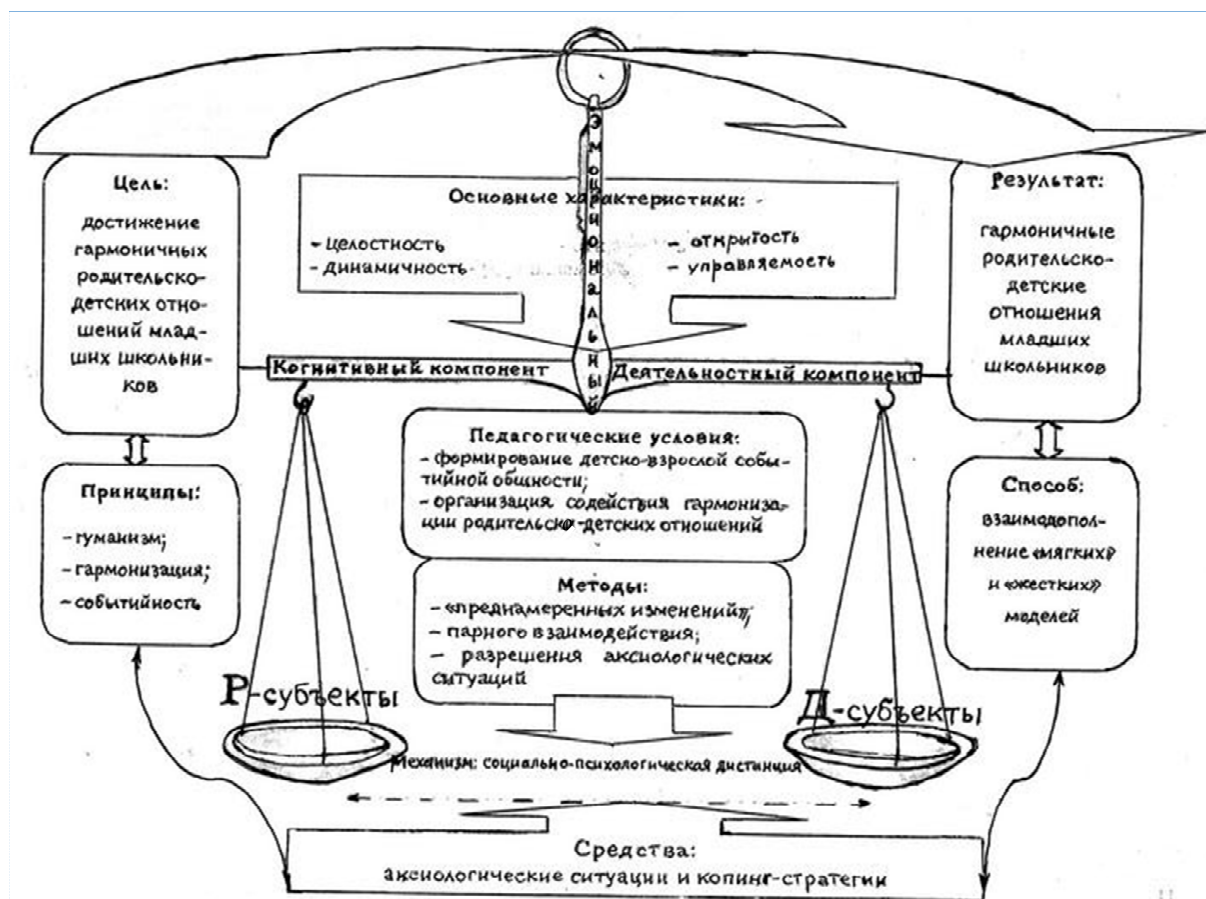 Эмоциональный
Цель:
достижение
гармоничных
родительско-
детских отно-
шений млад-
ших школьни-
ков
Основные характеристики:
- целостность
- динамичность
- открытость
- управляемость
Результат:
гармоничные
родительско-
детские
отношения
младших
школьников
Когнитивный компонент
Деятельностный компонент
Педагогические условия:
- формирование детско-взрослой собы-
тийной общности;
- организация содействия гармониза-
ции родительско-детских отношений
Принципы:
- гуманизм;
- гармонизация;
- событийность
Способ:
взаимодопол-
нение «мягких»
и «жестких»
моделей
Методы:
- «преднамеренных изменений»;
- парного взаимодействия;
- разрешения аксиологических
ситуаций
Р-субъекты
Д-субъекты
Механизм: социально-психологическая дистанция
Средства:
аксиологические ситуации и копинг-стратегии